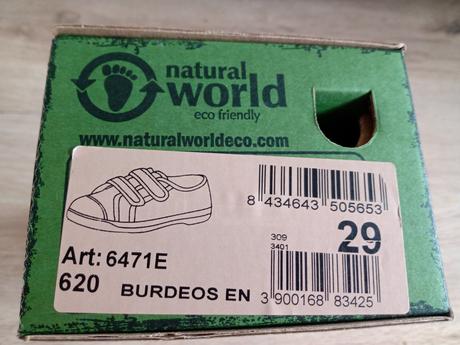 natural
world
eco friendly
www.naturalworldeco.com
8 434643 505653
309
3401
29
Art: 6471E
620 BURDEOS EN
3 900168 83425